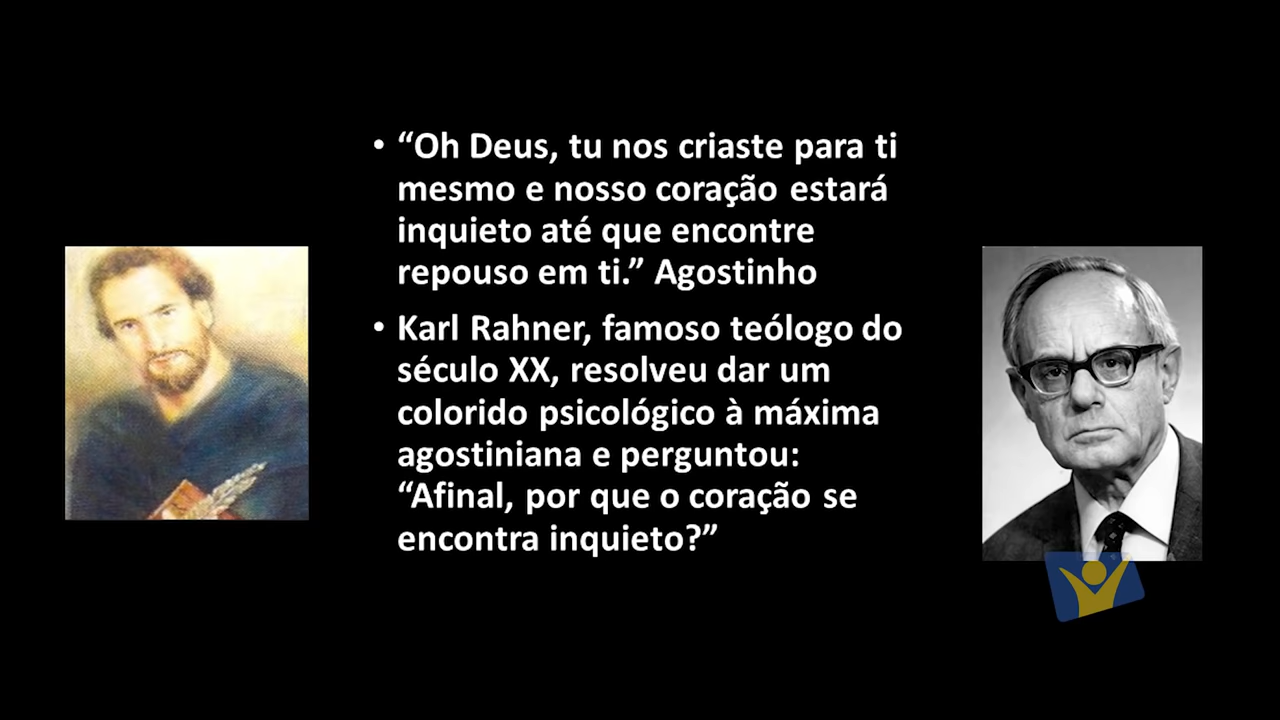 • “Oh Deus, tu nos criaste para ti
mesmo e nosso coração estará
inquieto até que encontre
repouso em ti.” Agostinho
• Karl Rahner, famoso teólogo do
século XX, resolveu dar um
colorido psicológico à máxima
agostiniana e perguntou:
“Afinal, por que o coração se
encontra inquieto?”